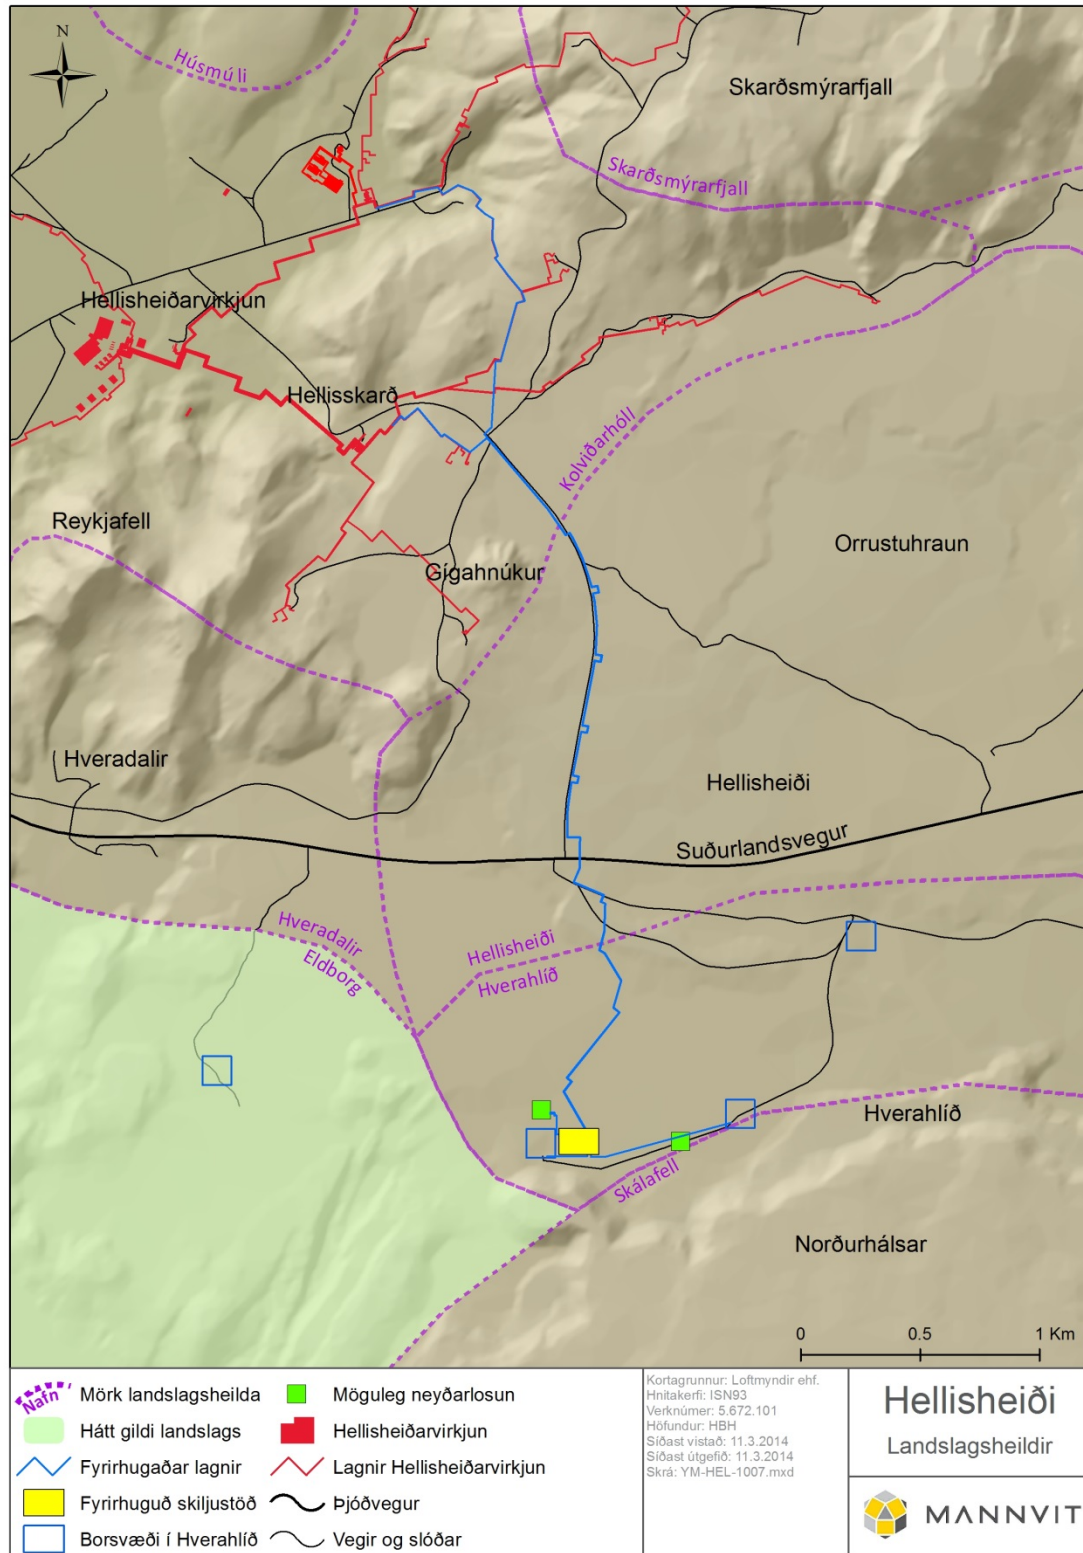 N
Húsmúli
Skarðsmýrarfjall
Skarðsmýrarfjall
Hellisheiðarvirkjun
Hellisskarð
Kolviðarhóll
Reykjafell
Orrustuhraun
Gígahnúkur
Hveradalir
Hellisheiði
Suðurlandsvegur
Hveradalir
Eldborg
Hellisheiði
Hverahlíð
Hverahlíð
Skálafell
Norðurhálsar
0 0.5 1 Km
Nafn
Mörk landslagsheilda
Hátt gildi landslags
Fyrirhugaðar lagnir
Fyrirhuguð skiljustöð
Borsvæði í Hverahlíð
Möguleg neyðarlosun
Hellisheiðarvirkjun
Lagnir Hellisheiðarvirkjun
Þjóðvegur
Vegir og slóðar
Kortagrunnur: Loftmyndir ehf.
Hnitakerfi: ISN93
Verknúmer: 5.672.101
Höfundur: HBH
Síðast vistað: 11.3.2014
Síðast útgefið: 11.3.2014
Skrá: YM-HEL-1007.mxd
Hellisheiði
Landslagsheildir
MANNVIT